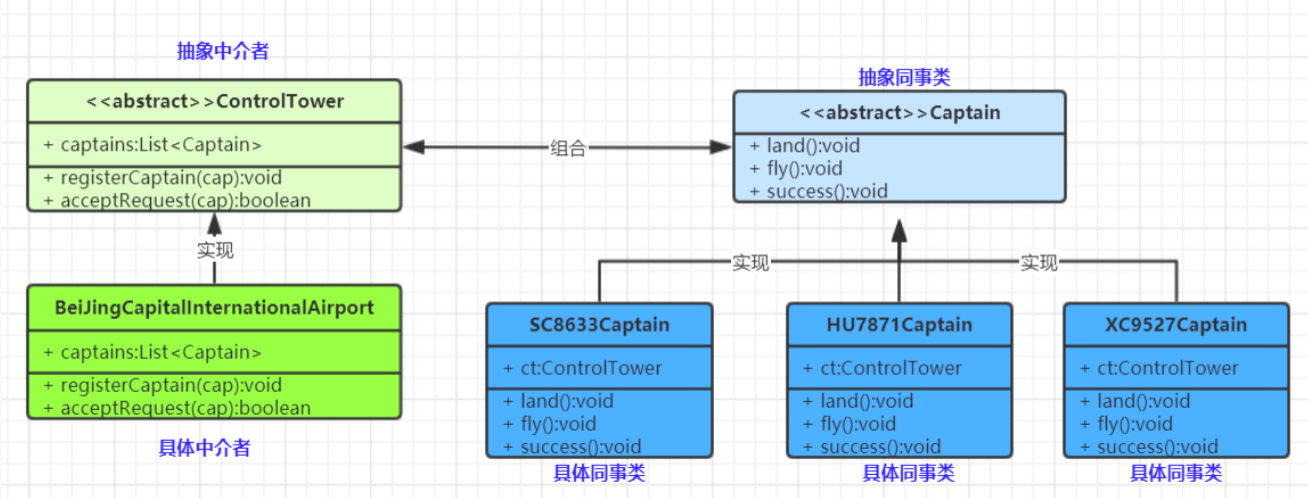 抽象中介者
<<abstract>>ControlTower
+ captains:List<Captain>
+ registerCaptain(cap):void
+ acceptRequest(cap):boolean
组合
抽象同事类
<<abstract>>Captain
+ land():void
+ fly():void
+ success():void
实现
BeiJingCapitalInternationalAirport
+ captains:List<Captain>
+ registerCaptain(cap):void
+ acceptRequest(cap):boolean
具体中介者
实现
实现
SC8633Captain
+ ct:ControlTower
+ land():void
+ fly():void
+ success():void
具体同事类
HU7871Captain
+ ct:ControlTower
+ land():void
+ fly():void
+ success():void
具体同事类
XC9527Captain
+ ct:ControlTower
+ land():void
+ fly():void
+ success():void
具体同事类